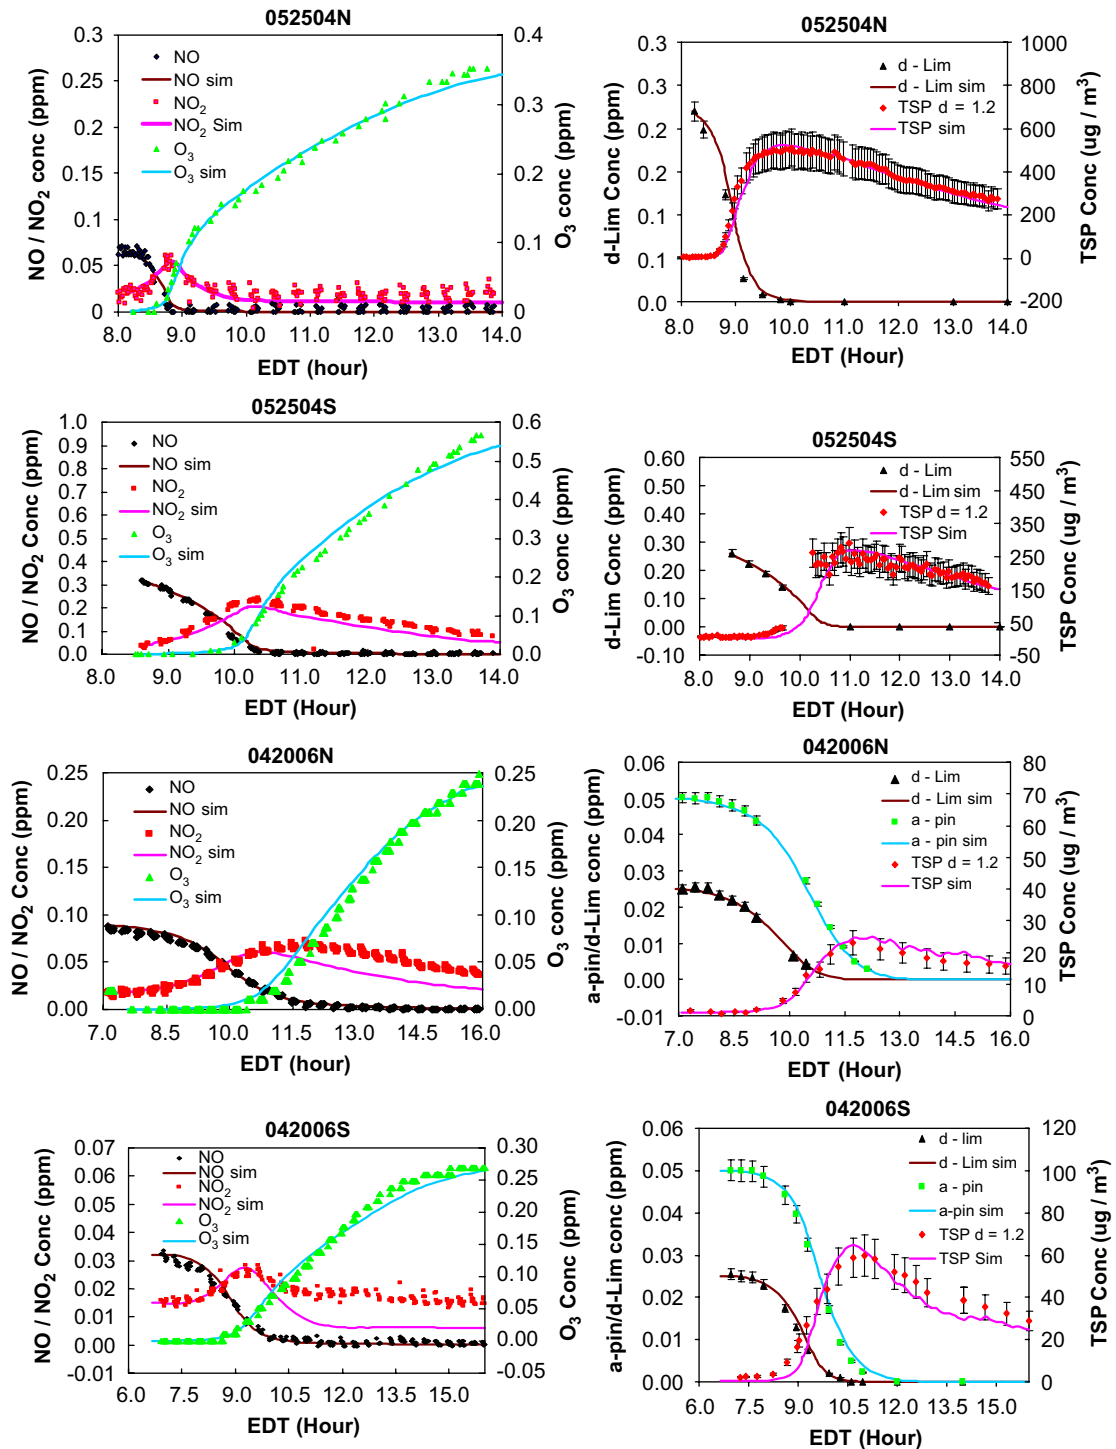 052504N
NO / NO2 conc (ppm)
0.3
0.25
0.2
0.15
0.1
0.05
0
NO
NO sim
NO2
NO2 Sim
O3
O3 sim
0.4
0.3
0.2
0.1
0
O3 conc (ppm)
8.0 9.0 10.0 11.0 12.0 13.0 14.0
EDT (hour)
052504N
d-Lim Conc (ppm)
0.3
0.2
0.2
0.1
0.1
0.0
d - Lim
d - Lim sim
TSP d = 1.2
TSP sim
1000
800
600
400
200
0
-200
TSP Conc (ug / m3)
8.0 9.0 10.0 11.0 12.0 13.0 14.0
EDT (Hour)
052504S
NO / NO2 Conc (ppm)
1.0
0.9
0.8
0.7
0.6
0.5
0.4
0.3
0.2
0.1
0.0
NO
NO sim
NO2
NO2 sim
O3
O3 sim
0.6
0.5
0.4
0.3
0.2
0.1
0.0
O3 conc (ppm)
8.0 9.0 10.0 11.0 12.0 13.0 14.0
EDT (Hour)
052504S
d-Lim Conc (ppm)
0.60
0.50
0.40
0.30
0.20
0.10
0.00
-0.10
d - Lim
d - Lim sim
TSP d = 1.2
TSP Sim
550
450
350
250
150
50
-50
TSP Conc (ug / m3)
8.0 9.0 10.0 11.0 12.0 13.0 14.0
EDT (Hour)
042006N
NO / NO2 Conc (ppm)
0.25
0.20
0.15
0.10
0.05
0.00
NO
NO sim
NO2
NO2 sim
O3
O3 sim
0.25
0.20
0.15
0.10
0.05
0.00
O3 conc (ppm)
7.0 8.5 10.0 11.5 13.0 14.5 16.0
EDT (hour)
042006N
a-pin/d-Lim conc (ppm)
0.06
0.05
0.04
0.03
0.02
0.01
0.00
-0.01
d - Lim
d - Lim sim
a - pin
a - pin sim
TSP d = 1.2
TSP sim
80
70
60
50
40
30
20
10
0
TSP Conc (ug / m3)
7.0 8.5 10.0 11.5 13.0 14.5 16.0
EDT (Hour)
042006S
NO / NO2 Conc (ppm)
0.07
0.06
0.05
0.04
0.03
0.02
0.01
0.00
-0.01
NO
NO sim
NO2
NO2 sim
O3
O3 sim
0.30
0.25
0.20
0.15
0.10
0.05
0.00
-0.05
O3 Conc (ppm)
6.0 7.5 9.0 10.5 12.0 13.5 15.0
EDT (Hour)
042006S
a-pin/d-Lim conc (ppm)
0.06
0.05
0.04
0.03
0.02
0.01
0.00
d - lim
d - Lim sim
a - pin
a-pin sim
TSP d = 1.2
TSP Sim
120
100
80
60
40
20
0
TSP Conc (ug / m3)
6.0 7.5 9.0 10.5 12.0 13.5 15.0
EDT (Hour)